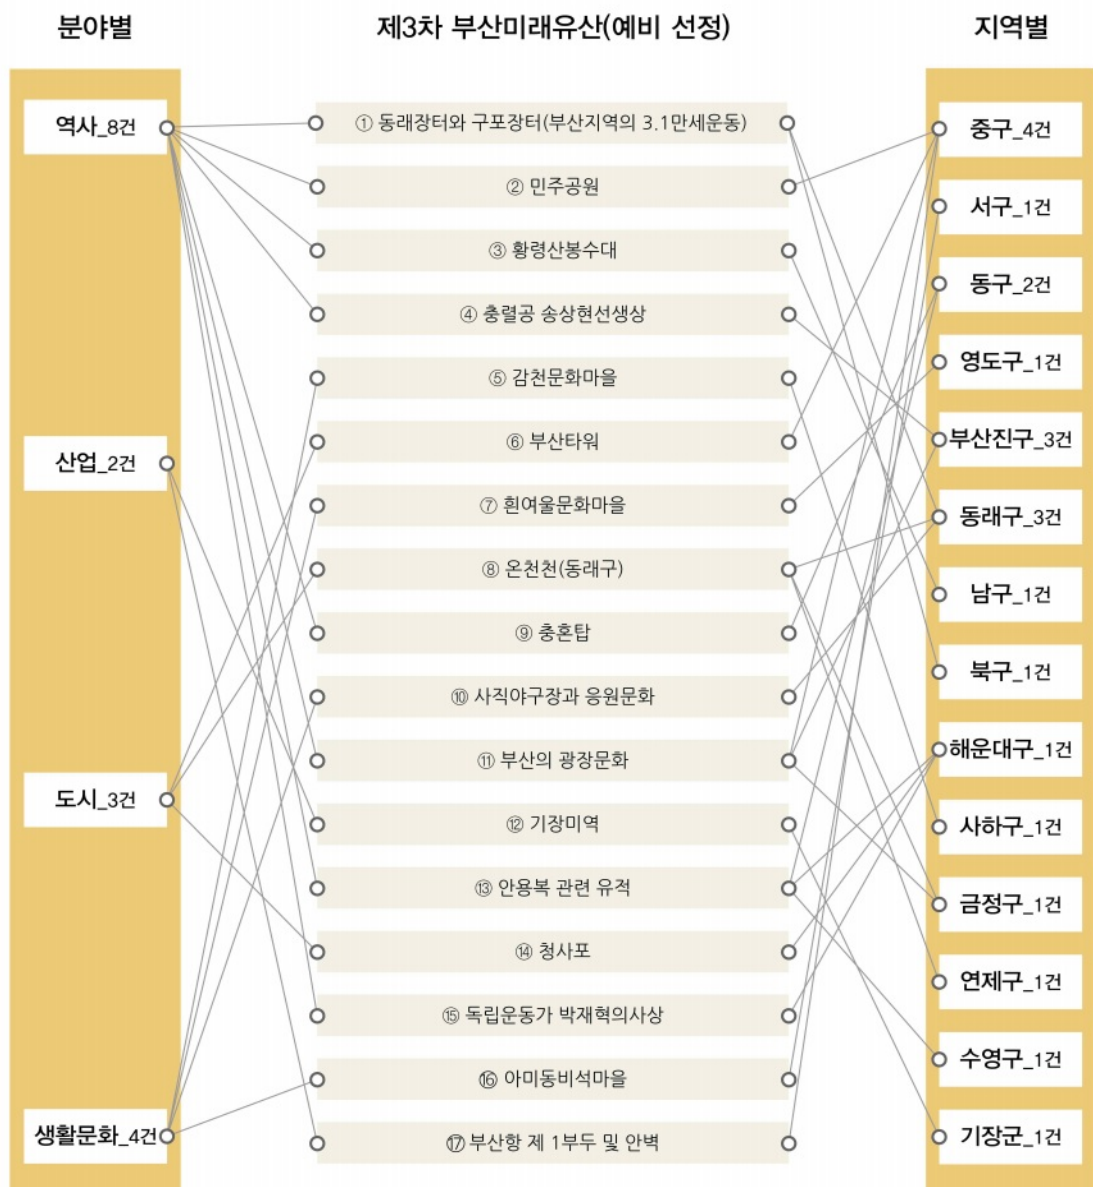 분야별
제3차 부산미래유산(예비 선정)
지역별
역사_8건
산업_2건
도시_3건
생활문화_4건
① 동래장터와 구포장터(부산지역의 3.1만세운동)
② 민주공원
③ 황령산봉수대
④ 충렬공 송상현선생상
⑤ 감천문화마을
⑥ 부산타워
⑦ 흰여울문화마을
⑧ 온천천(동래구)
⑨ 충혼탑
⑩ 사직야구장과 응원문화
⑪ 부산의 광장문화
⑫ 기장미역
⑬ 안용복 관련 유적
⑭ 청사포
⑮ 독립운동가 박재혁의사상
⑯ 아미동비석마을
⑰ 부산항 제 1부두 및 안벽
중구_4건
서구_1건
동구_2건
영도구_1건
부산진구_3건
동래구_3건
남구_1건
북구_1건
해운대구_1건
사하구_1건
금정구_1건
연제구_1건
수영구_1건
기장군_1건